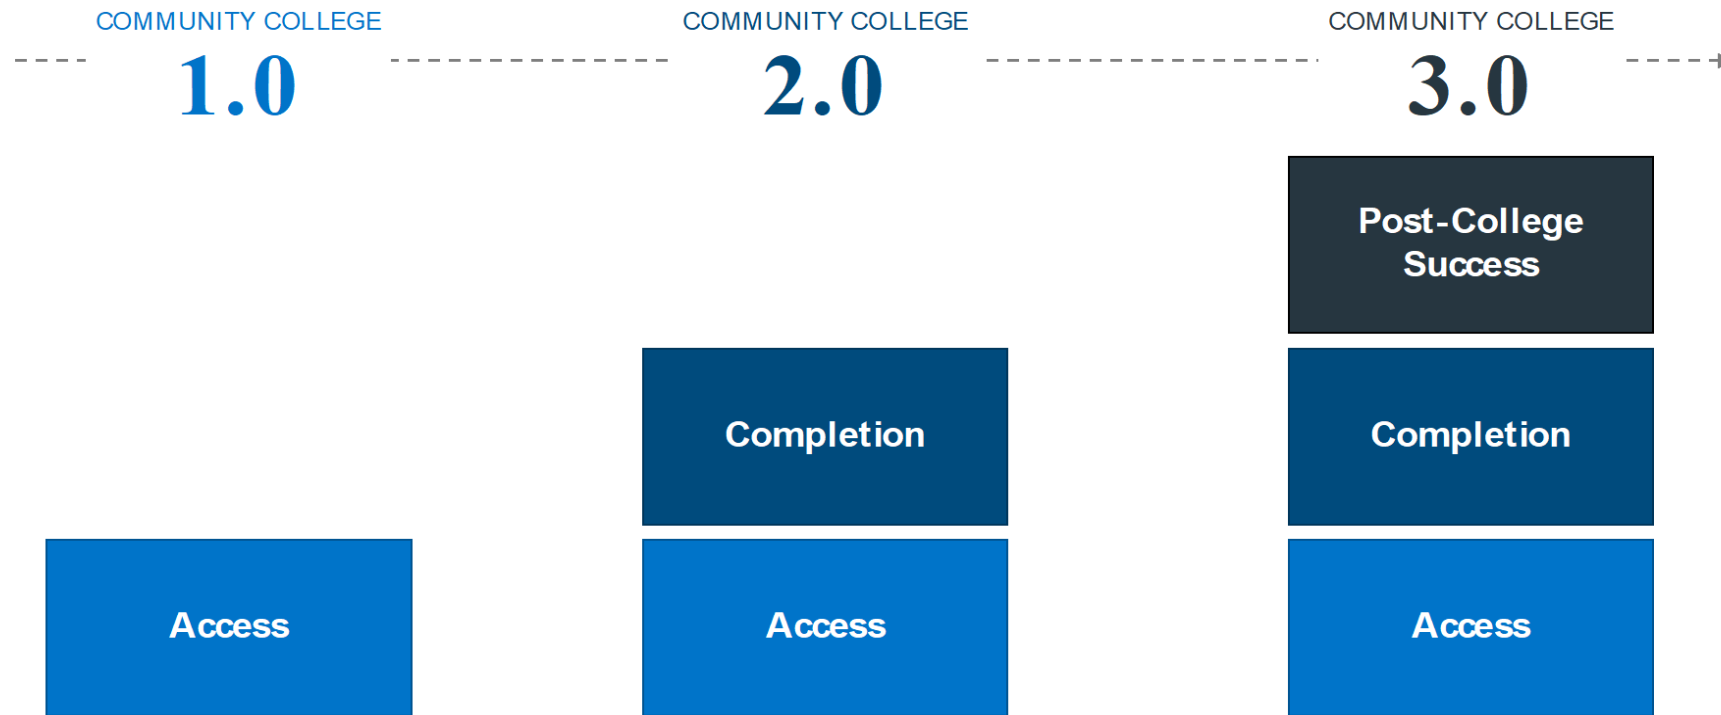 COMMUNITY COLLEGE
1.0
COMMUNITY COLLEGE
2.0
COMMUNITY COLLEGE
3.0
Access
Completion
Access
Post-College
Success
Completion
Access